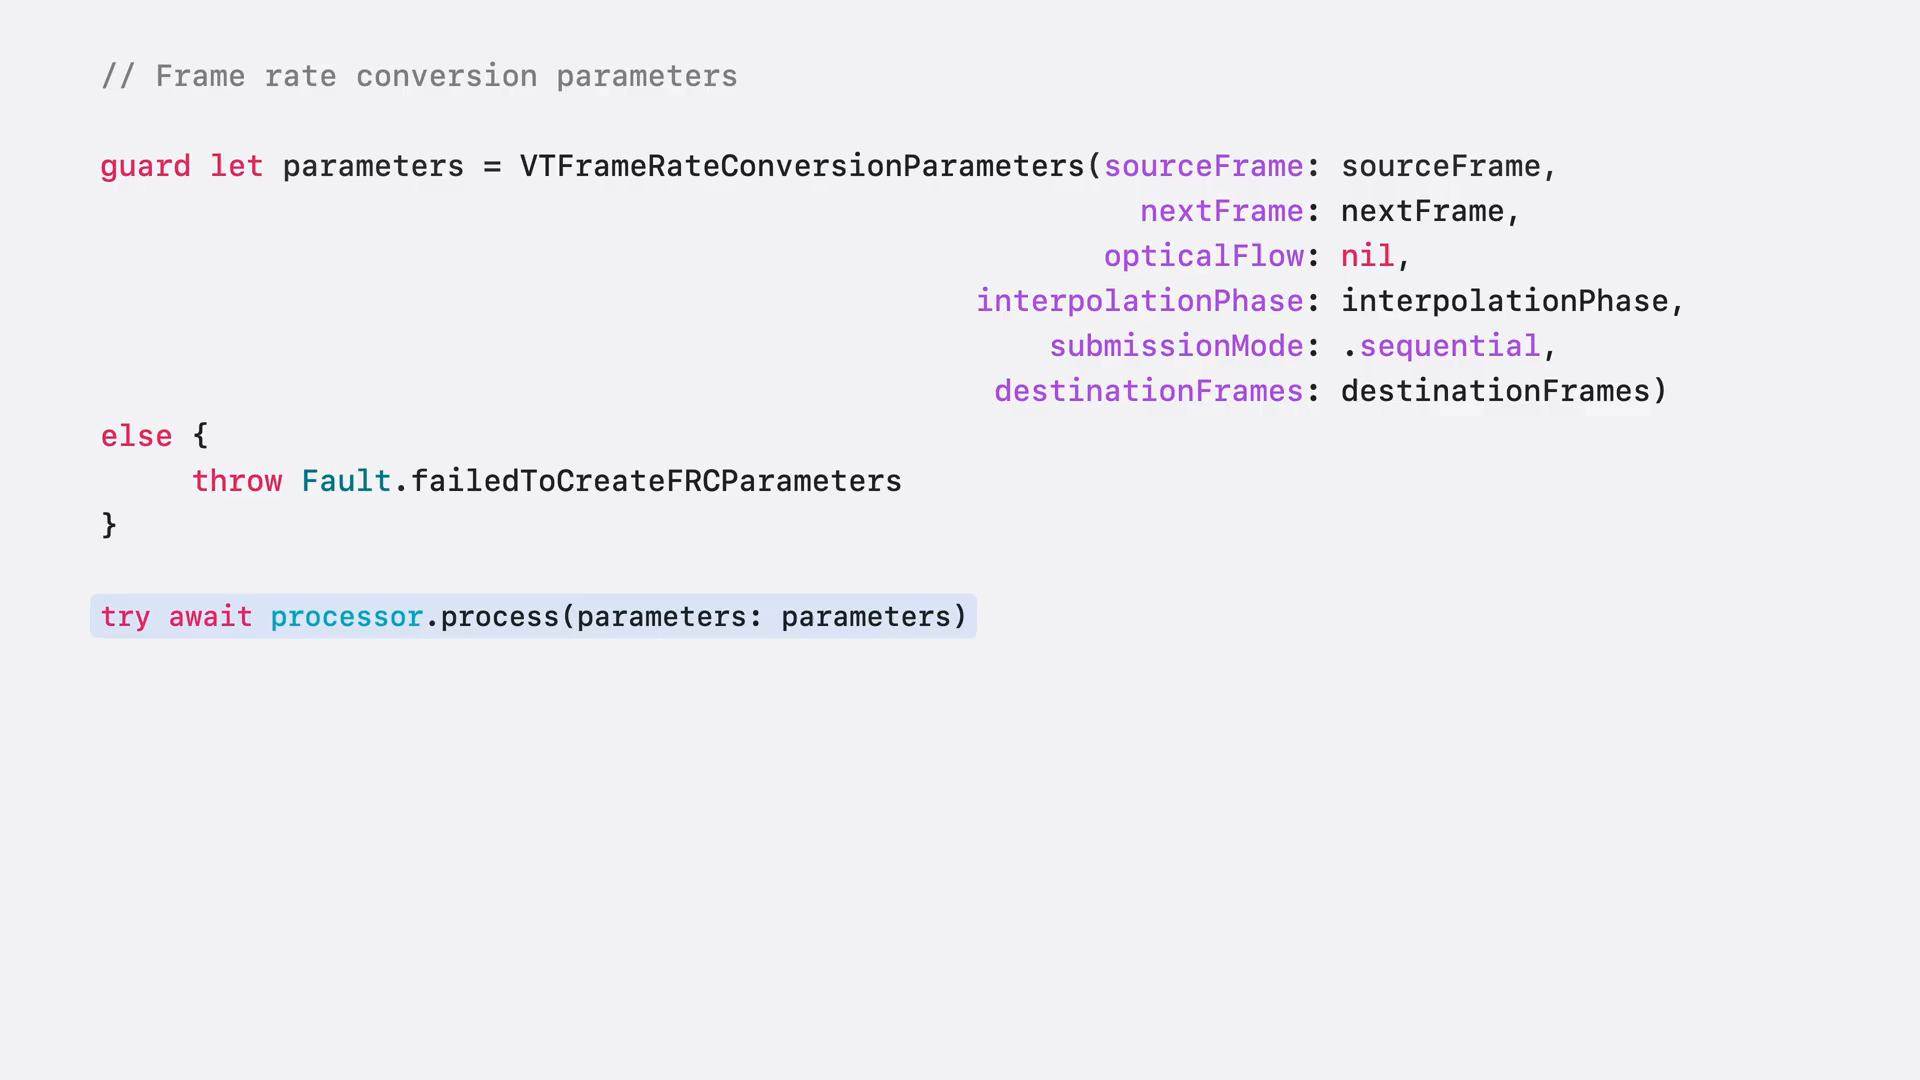 // Frame rate conversion parameters
guard let parameters = VTFrameRateConversionParameters(sourceFrame: sourceFrame,
nextFrame: nextFrame,
opticalFlow: nil,
interpolationPhase: interpolationPhase,
submissionMode: .sequential,
destinationFrames: destinationFrames)
else {
throw Fault.failedToCreateFRCParameters
}
try await processor.process(parameters: parameters)